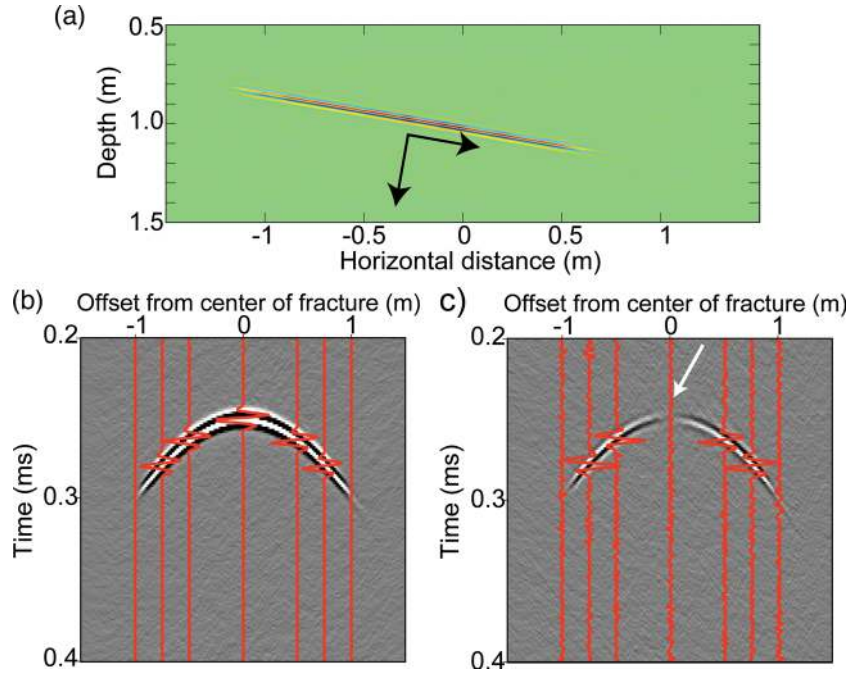 (a)
0.5
1.0
1.5
Depth (m)
-1 -0.5 0 0.5 1
Horizontal distance (m)
(b) Offset from center of fracture (m)
-1 0 1
0.2
0.3
0.4
Time (ms)
c) Offset from center of fracture (m)
-1 0 1
0.2
0.3
0.4
Time (ms)